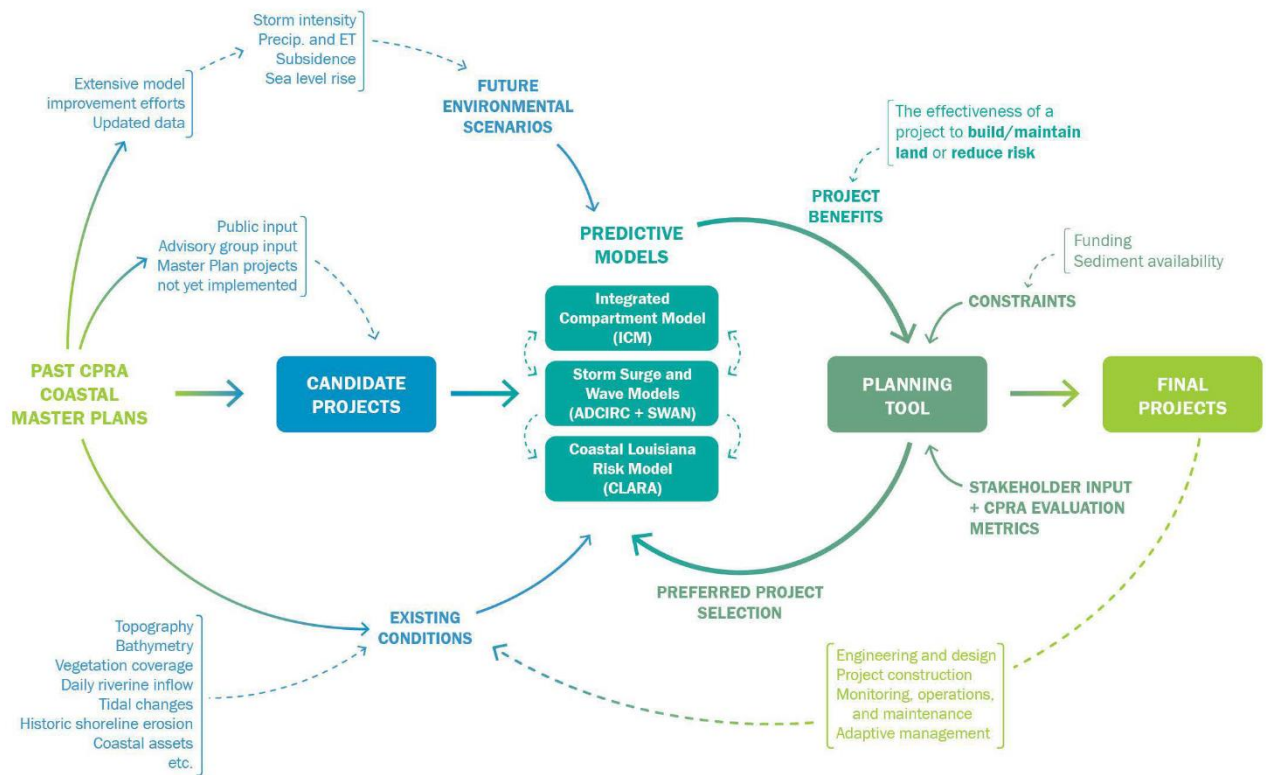 Storm intensity
Precip. and ET
Subsidence
Sea level rise
Extensive model
improvement efforts
Updated data
FUTURE
ENVIRONMENTAL
SCENARIOS
The effectiveness of a
project to build/maintain
land or reduce risk
PROJECT
BENEFITS
Public input
Advisory group input
Master Plan projects
not yet implemented
PREDICTIVE
MODELS
Funding
Sediment availability
CONSTRAINTS
Integrated
Compartment Model
(ICM)
PAST CPRA
COASTAL
MASTER PLANS
CANDIDATE
PROJECTS
Storm Surge and
Wave Models
(ADCIRC + SWAN)
PLANNING
TOOL
FINAL
PROJECTS
Coastal Louisiana
Risk Model
(CLARA)
STAKEHOLDER INPUT
+ CPRA EVALUATION
METRICS
PREFERRED PROJECT
SELECTION
EXISTING
CONDITIONS
Topography
Bathymetry
Vegetation coverage
Daily riverine inflow
Tidal changes
Historic shoreline erosion
Coastal assets
etc.
Engineering and design
Project construction
Monitoring, operations,
and maintenance
Adaptive management